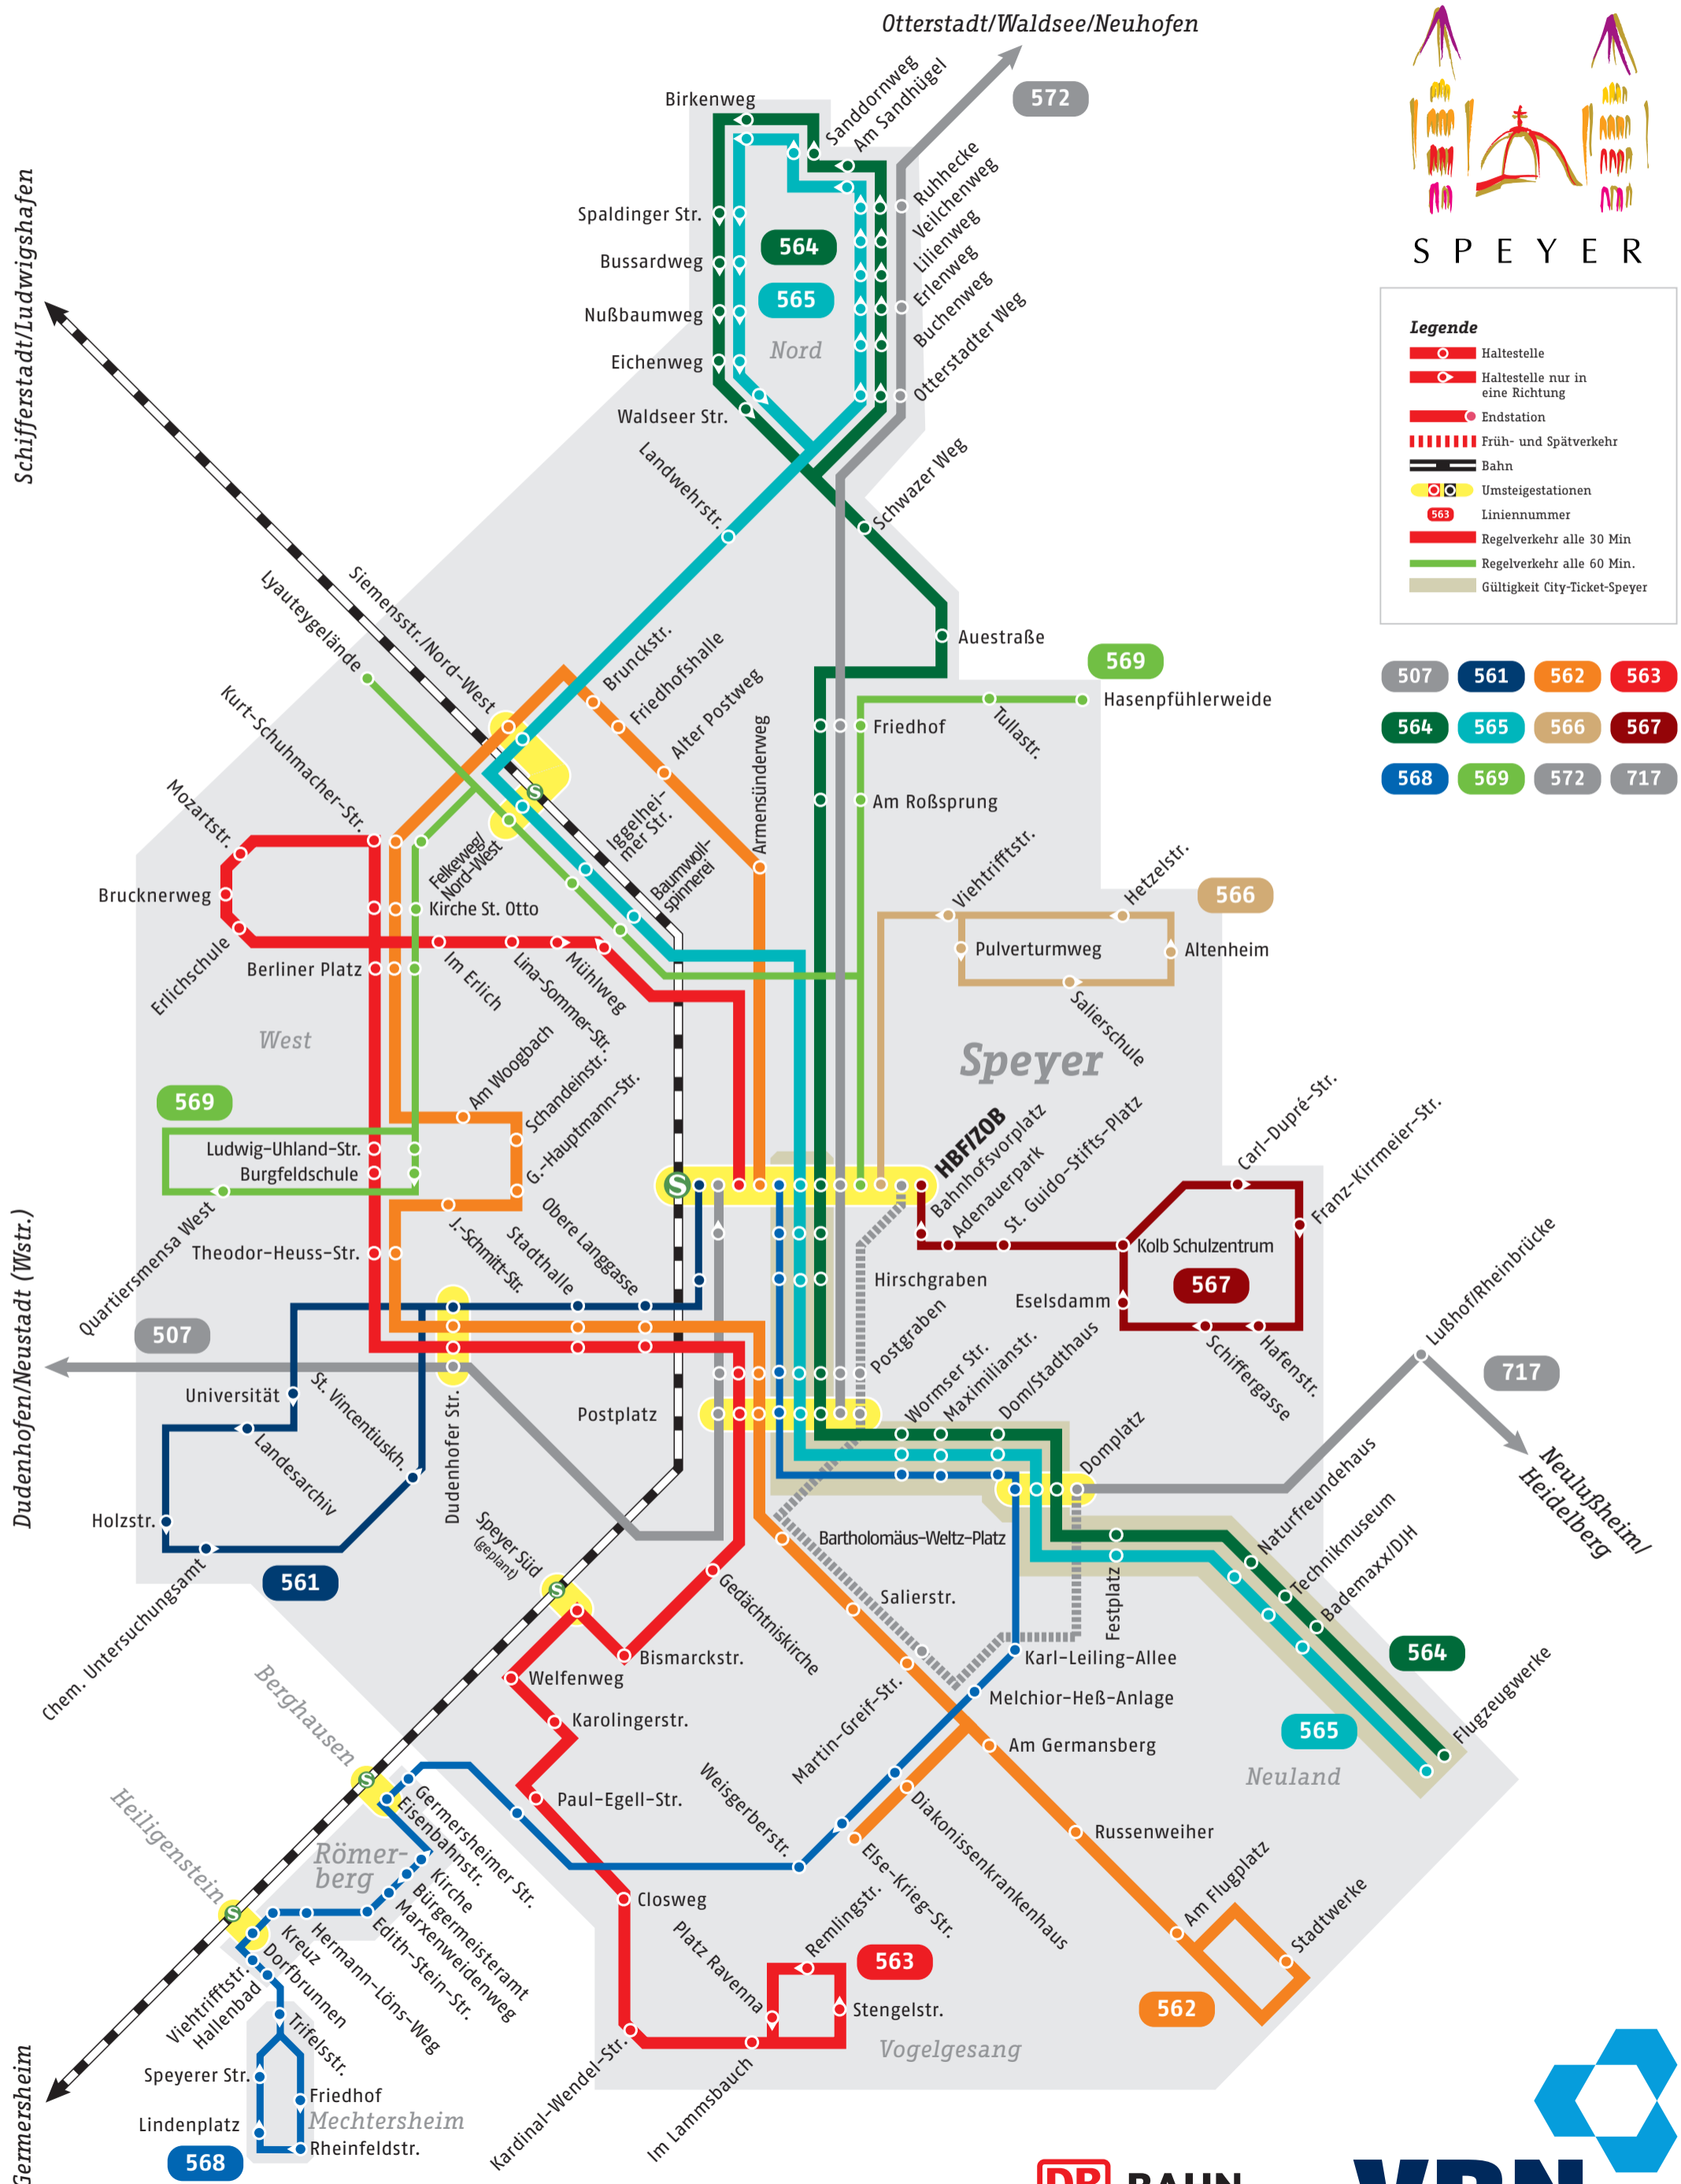 Otterstadt/Waldsee/Neuhofen
572
Birkenweg
Sanddornweg
Am Sandhügel
Ruhhecke
Veilchenweg
Lilienweg
Erlenweg
Buchenweg
Otterstadter Weg
Spaldinger Str.
Bussardweg
Nußbaumweg
Eichenweg
Waldseer Str.
564
565
Nord
SPEYER
Legende
Haltestelle
Haltestelle nur in
eine Richtung
Endstation
Früh- und Spätverkehr
Bahn
Umsteigestationen
563
Liniennummer
Regelverkehr alle 30 Min
Regelverkehr alle 60 Min.
Gültigkeit City-Ticket-Speyer
507
561
562
563
564
565
566
567
568
569
572
717
Schifferstadt/Ludwigshafen
Landwehrstr.
Schwazer Weg
Auestraße
569
Hasenpfühlerweide
Tullastr.
Friedhof
Am Roßsprung
Lyauteygelände
Siemensstr./Nord-West
Brunckstr.
Friedhofshalle
Alter Postweg
Armensünderweg
Kurt-Schuhmacher-Str.
Mozartstr.
Brucknerweg
Erlichschule
S
Felkeweg/
Nord-West
Iggelhei-
mer Str.
Baumwoll-
spinnerei
Kirche St. Otto
Berliner Platz
Im Erlich
Lina-Sommer-Str.
Mühlweg
Viehtrifftstr.
Hetzelstr.
566
Pulverturmweg
Altenheim
Salierschule
West
Speyer
Am Woogbach
Schandeinstr.
G.-Hauptmann-Str.
569
Ludwig-Uhland-Str.
Burgfeldschule
Quartiersmensa West
Theodor-Heuss-Str.
J.-Schmitt-Str.
Stadthalle
Obere Langgasse
S
HBF/ZOB
Bahnhofsvorplatz
Adenauerpark
St. Guido-Stifts-Platz
Carl-Dupré-Str.
Franz-Kirrmeier-Str.
Kolb Schulzentrum
567
Eselsdamm
Schiffergasse
Hafenstr.
Hirschgraben
Postgraben
Lußhof/Rheinbrücke
717
Neulußheim/
Heidelberg
Dudenhofen/Neustadt (Wstr.)
507
Universität
Landesarchiv
St. Vincentiuskh.
Holzstr.
Chem. Untersuchungsamt
561
Dudenhofer Str.
Postplatz
Wormser Str.
Maximilianstr.
Dom/Stadthaus
Domplatz
Bartholomäus-Weltz-Platz
Festplatz
Naturfreundehaus
Technikmuseum
Bademaxx/DJH
Flugzeugwerke
564
565
Neuland
Speyer Süd
(geplant)
S
Gedächtniskirche
Bismarckstr.
Welfenweg
Karolingerstr.
Paul-Egell-Str.
Closweg
Salierstr.
Karl-Leiling-Allee
Melchior-Heß-Anlage
Martin-Greif-Str.
Weisgerberstr.
Am Germansberg
Diakonissenkrankenhaus
Else-Krieg-Str.
Russenweiher
Am Flugplatz
Stadtwerke
562
Berghausen
S
Heiligenstein
S
Römer-
berg
Germersheimer Str.
Eisenbahnstr.
Kirche
Bürgermeisteramt
Marxenweidenweg
Edith-Stein-Str.
Hermann-Löns-Weg
Kreuz
Dorfbrunnen
Viehtrifftstr.
Hallenbad
Trifelsstr.
Speyerer Str.
Friedhof
Mechtersheim
Lindenplatz
Rheinfeldstr.
568
Germersheim
Platz Ravenna
Remlingstr.
563
Stengelstr.
Vogelgesang
Kardinal-Wendel-Str.
Im Lammsbauch
DB BAHN
VRN